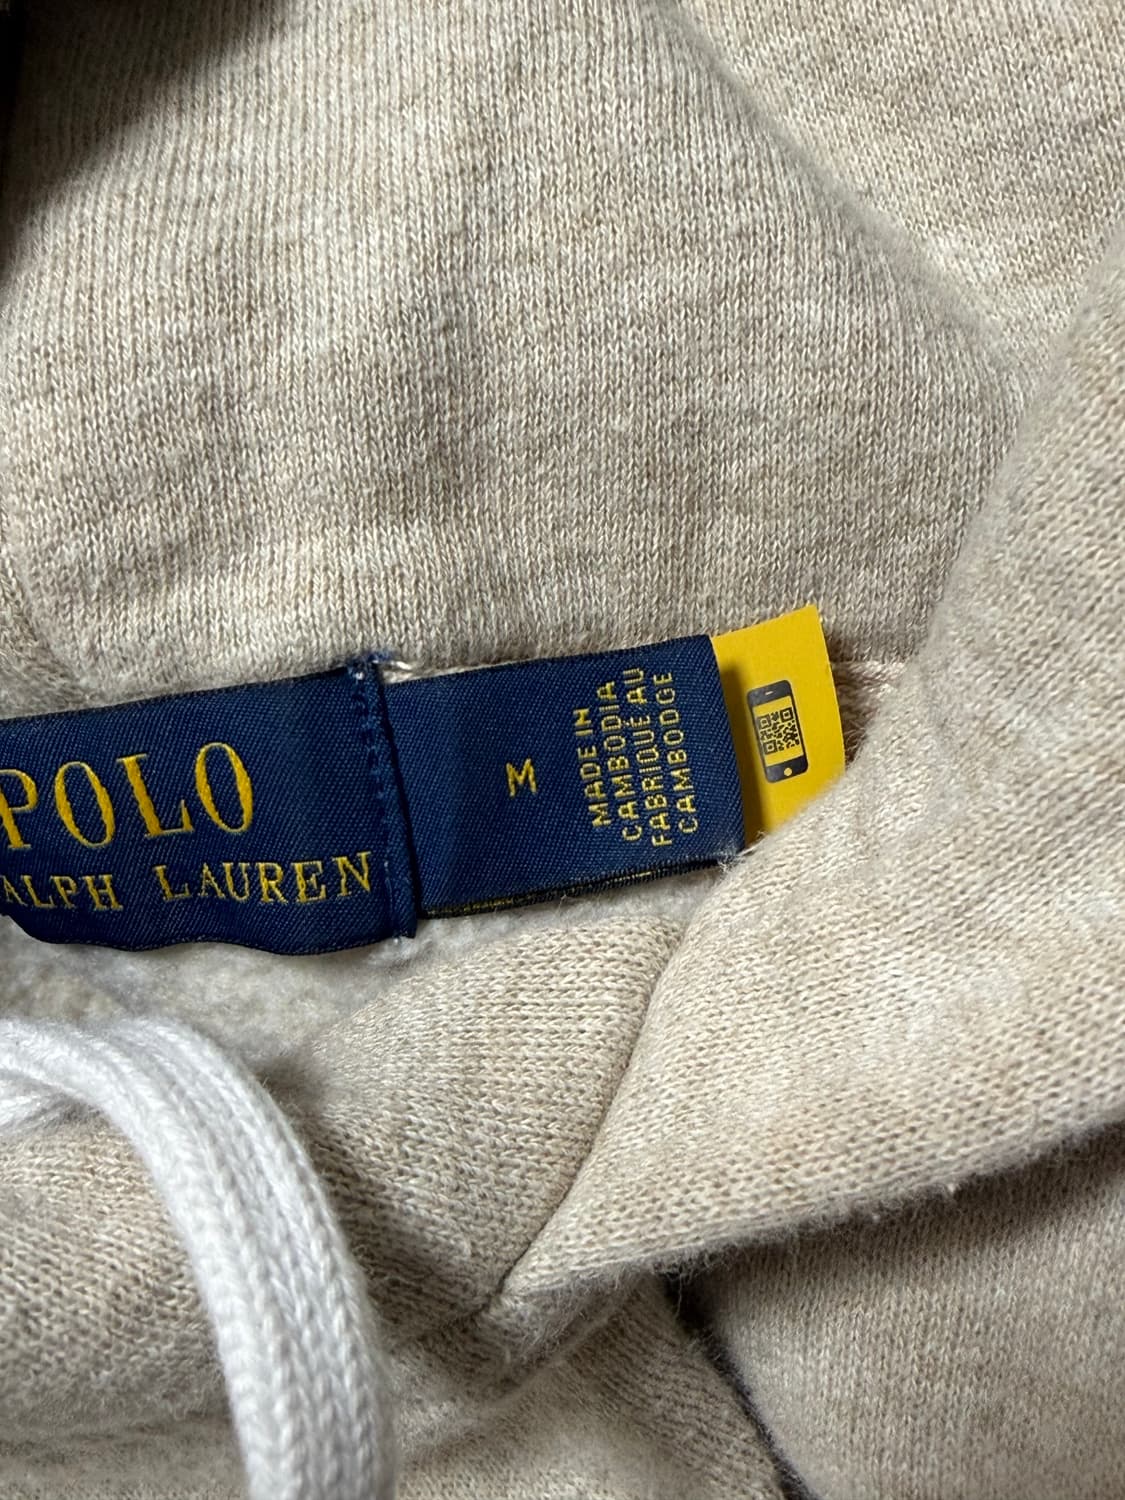 POLO
ALPH LAUREN
M
MADE IN
CAMBODIA
FABRIQUÉ AU
CAMBODGE